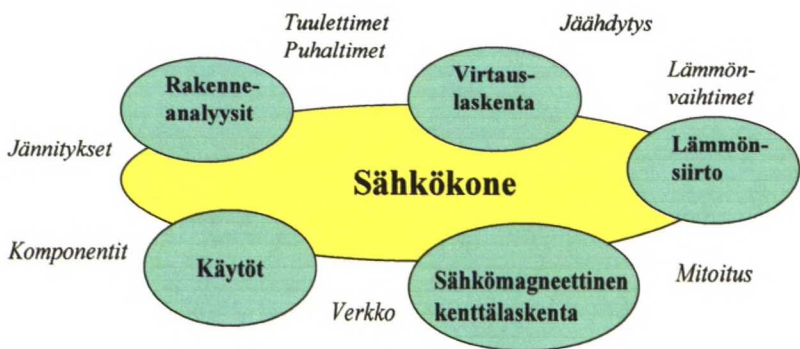 Tuulettimet
Puhaltimet
Jäähdytys
Rakenne-
analyysit
Virtaus-
laskenta
Lämmön-
vaihtimet
Jännitykset
Sähkökone
Lämmön-
siirto
Komponentit
Käytöt
Verkko
Sähkömagneettinen
kenttälaskenta
Mitoitus